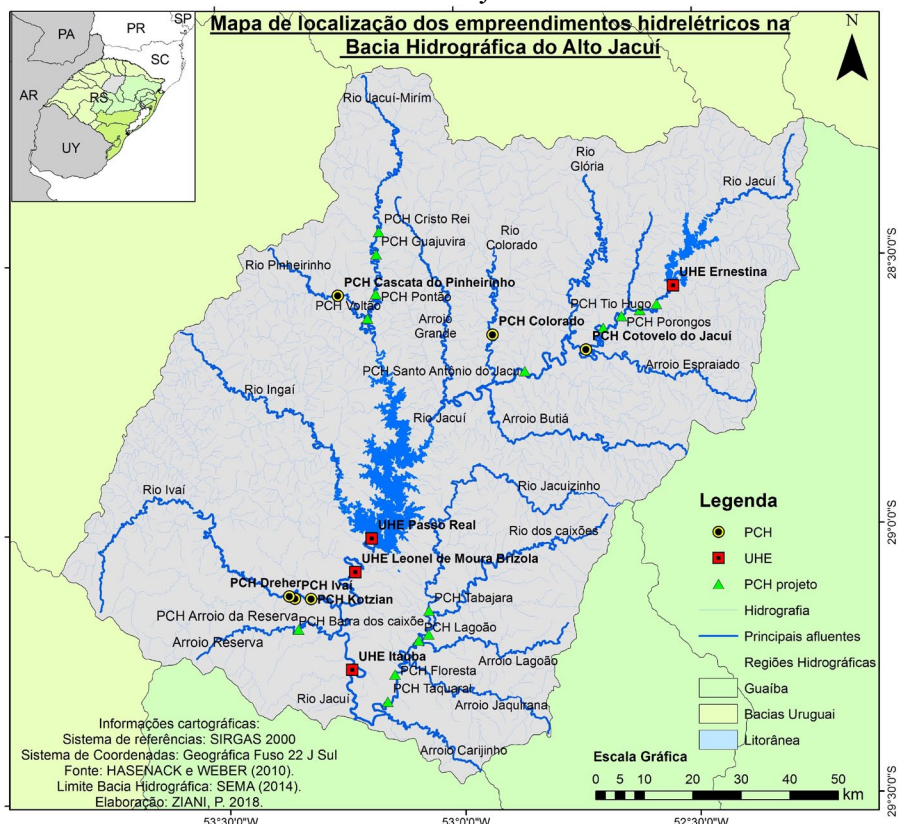 Mapa de localização dos empreendimentos hidrelétricos na
Bacia Hidrográfica do Alto Jacuí
SP
PR
PA
SC
AR
RS
UY
N
Rio Jacuí-Mirím
Rio
Glória
Rio Jacuí
PCH Cristo Rei
Rio
Colorado
PCH Guajuvira
28°30'0"S
Rio Pinheirinho
UHE Ernestina
PCH Cascata do Pinheirinho
PCH Pontão
PCH Voltão
PCH Tio Hugo
Arroio
Grande
PCH Colorado
PCH Porongos
PCH Cotovelo do Jacuí
Arroio Espraiado
PCH Santo Antônio do Jacuí
Rio Ingaí
Rio Jacuí
Arroio Butiá
Rio Jacuizinho
Rio Ivaí
Legenda
Rio dos caixões
UHE Passo Real
29°0'0"S
PCH
UHE Leonel de Moura Brizola
UHE
PCH Dreher
PCH Ivaí
PCH projeto
PCH Kotzian
PCH Tabajara
Hidrografia
PCH Arroio da Reserva
PCH Barra dos caixões
PCH Lagoão
Principais afluentes
Arroio Reserva
UHE Itáuba
Arroio Lagoão
Regiões Hidrográficas
PCH Floresta
Guaíba
PCH Taquaral
Rio Jacuí
Arroio Jaquirana
Bacias Uruguai
Litorânea
Arroio Carijinho
Informações cartográficas:
Sistema de referências: SIRGAS 2000
Sistema de Coordenadas: Geográfica Fuso 22 J Sul
Fonte: HASENACK e WEBER (2010).
Limite Bacia Hidrográfica: SEMA (2014).
Elaboração: ZIANI, P. 2018.
Escala Gráfica
0 5 10 20 30 40 50
km
29°30'0"S
53°30'0"W
53°0'0"W
52°30'0"W